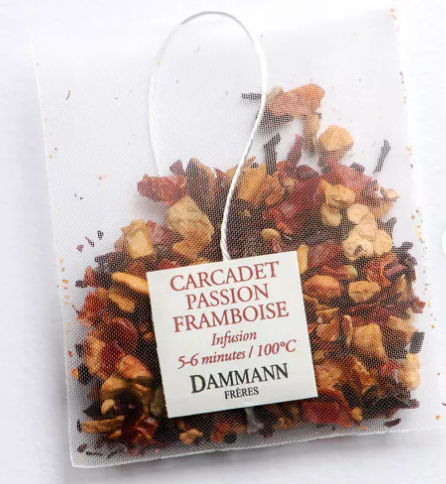 CARCADET
PASSION
FRAMBOISE
Infusion
5-6 minutes / 100°C
DAMMANN
FRÈRES